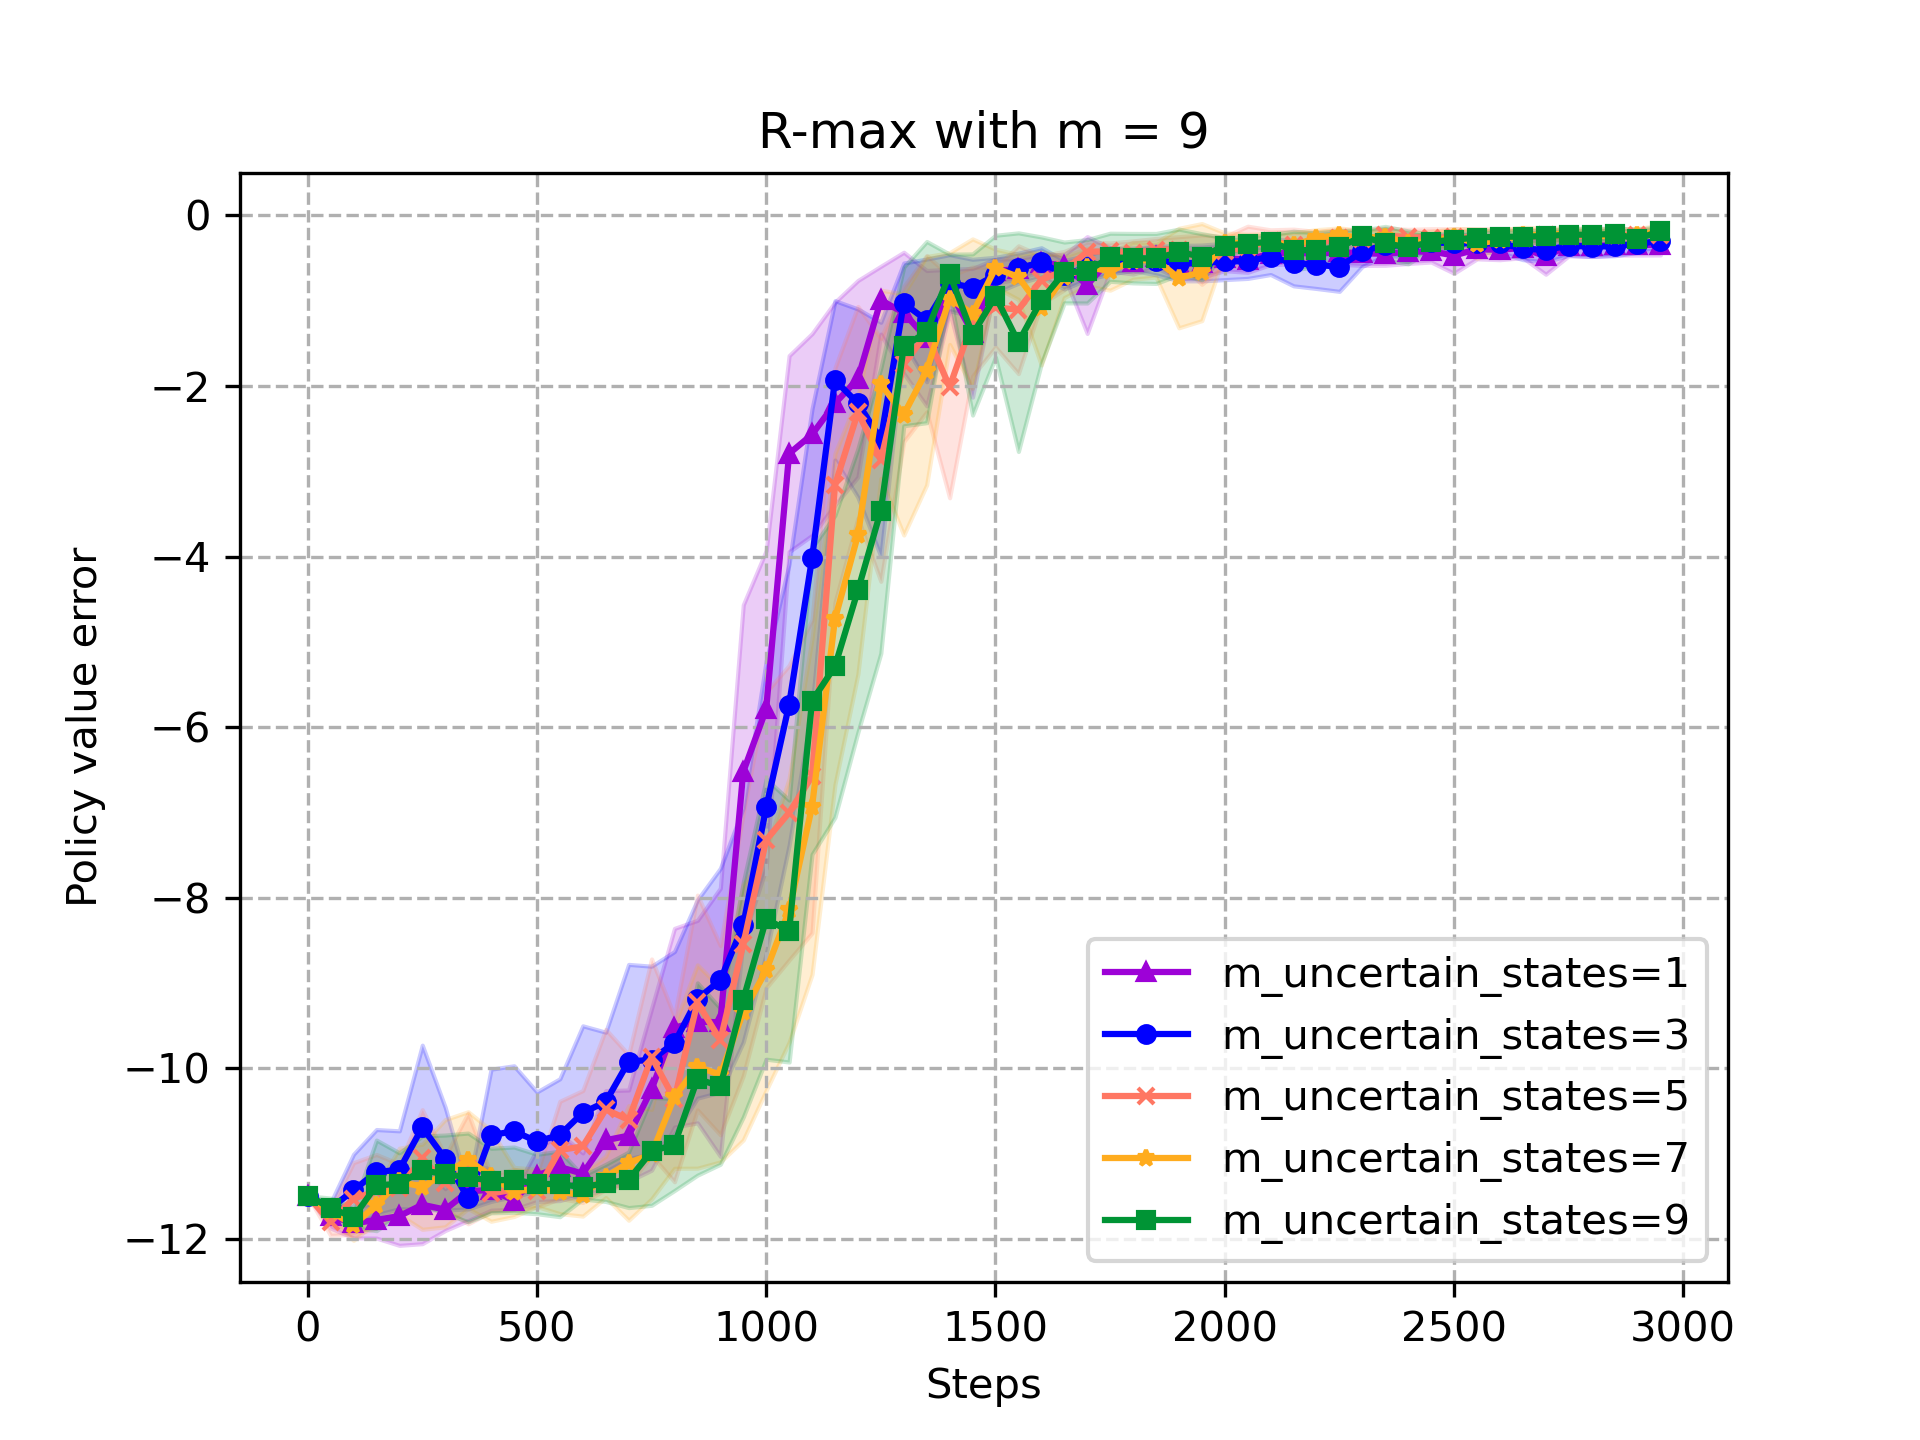 R-max with m = 9
Policy value error
0
−2
−4
−6
−8
−10
−12
m_uncertain_states=1
m_uncertain_states=3
m_uncertain_states=5
m_uncertain_states=7
m_uncertain_states=9
0 500 1000 1500 2000 2500 3000
Steps